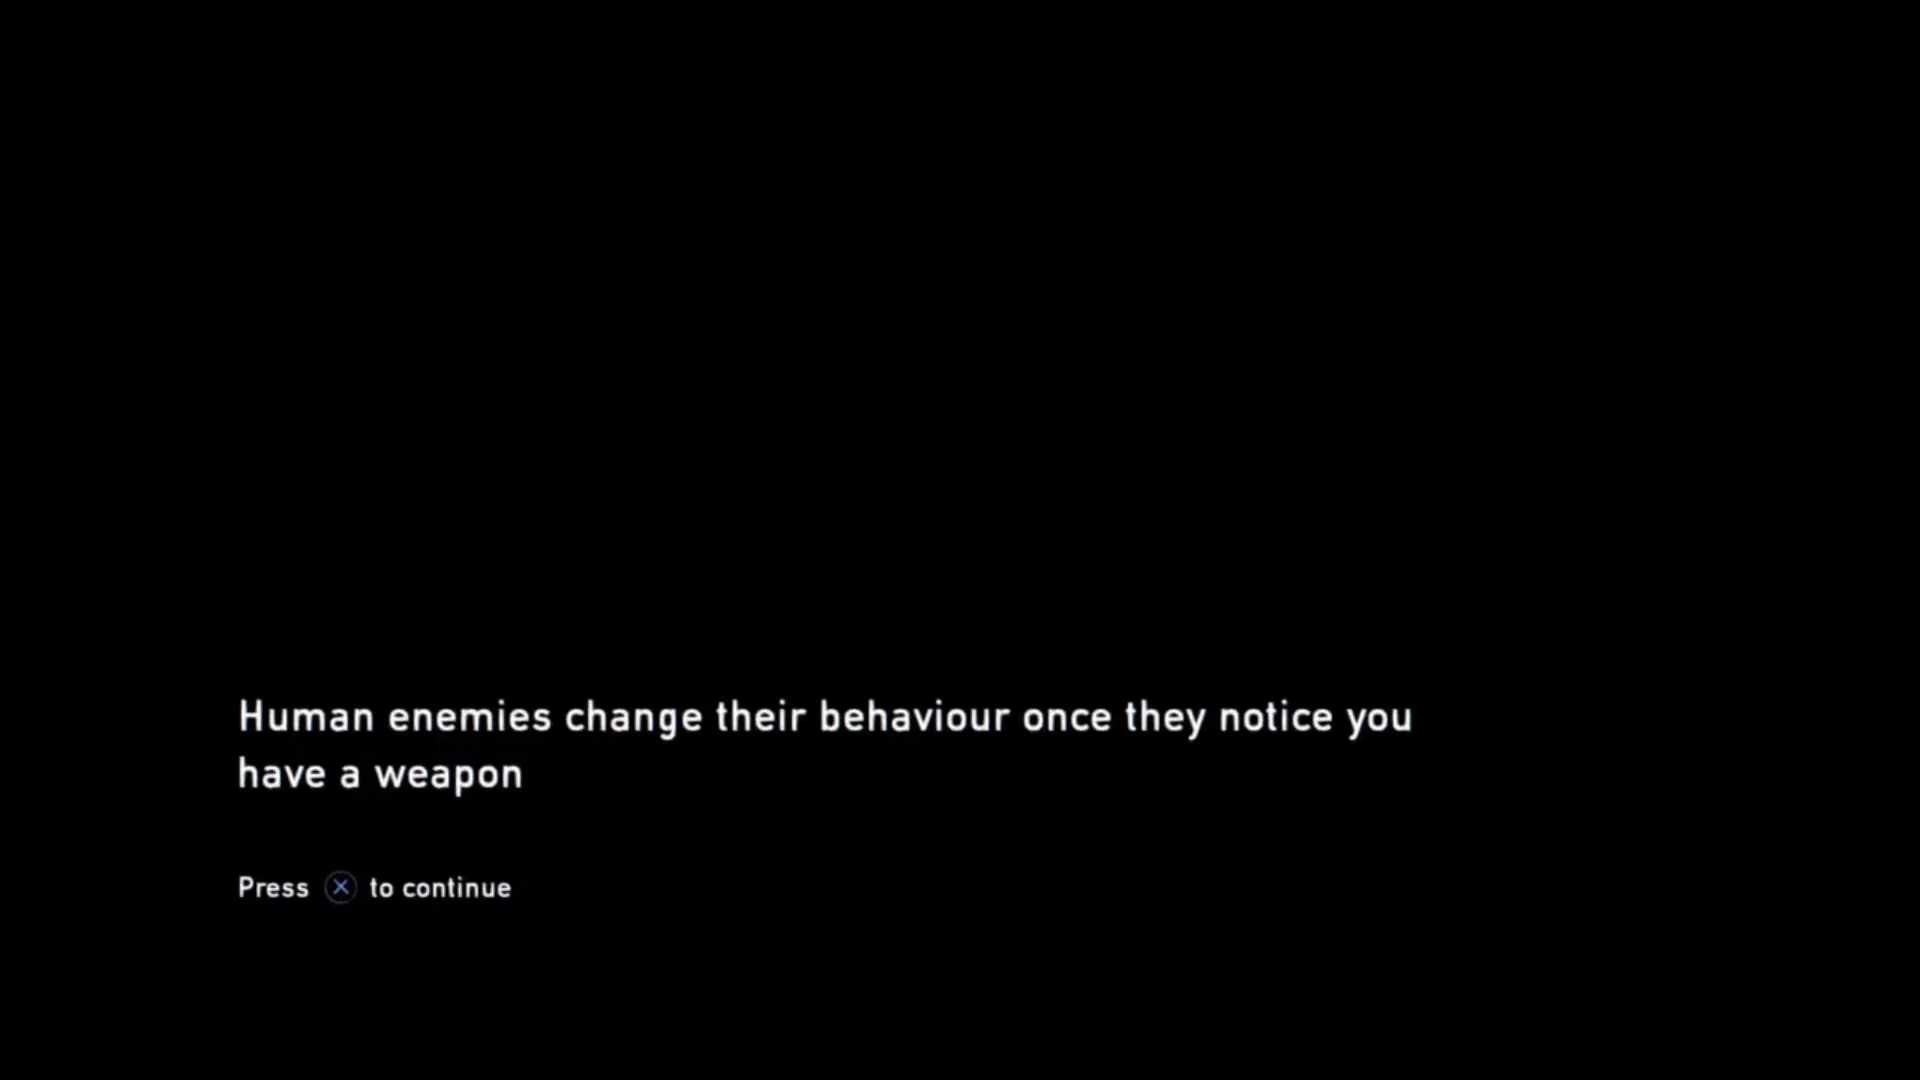 Human enemies change their behaviour once they notice you
have a weapon
Press ⓧ to continue